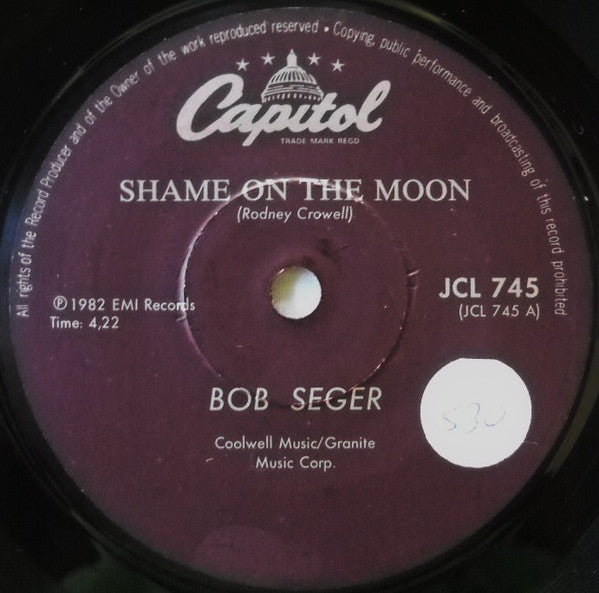 All rights of the Record Producer and of the Owner of the work reproduced reserved • Copying, public performance and broadcasting of this record prohibited
Capitol
TRADE MARK REGD
SHAME ON THE MOON
(Rodney Crowell)
℗ 1982 EMI Records
Time: 4,22
JCL 745
(JCL 745 A)
BOB SEGER
530
Coolwell Music/Granite
Music Corp.